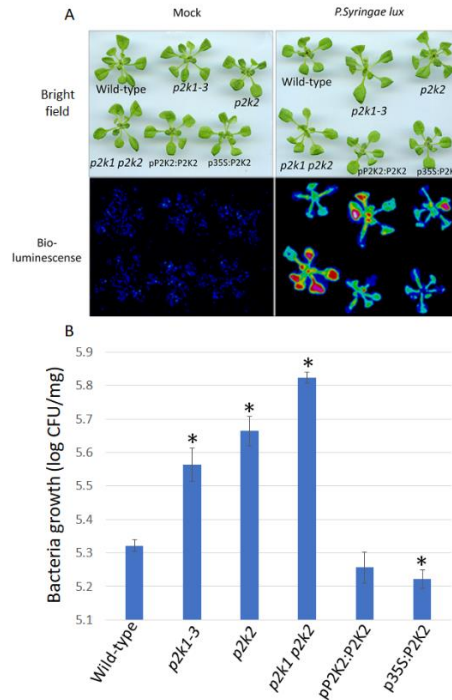 A
Mock
P.Syringae lux
Bright
field
Wild-type
p2k1-3
p2k2
p2k1 p2k2
pP2K2:P2K2
p35S:P2K2
Wild-type
p2k1-3
p2k2
p2k1 p2k2
pP2K2:P2K2
p35S:P2K2
Bio-
luminescense
B
Bacteria growth (log CFU/mg)
5.9
5.8
5.7
5.6
5.5
5.4
5.3
5.2
5.1
*
*
*
*
Wild-type
p2k1-3
p2k2
p2k1 p2k2
pP2K2:P2K2
p35S:P2K2